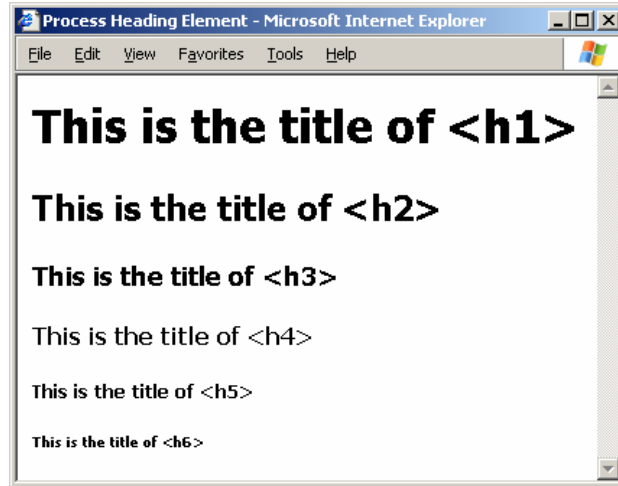 Process Heading Element - Microsoft Internet Explorer
File Edit View Favorites Tools Help
This is the title of <h1>
This is the title of <h2>
This is the title of <h3>
This is the title of <h4>
This is the title of <h5>
This is the title of <h6>